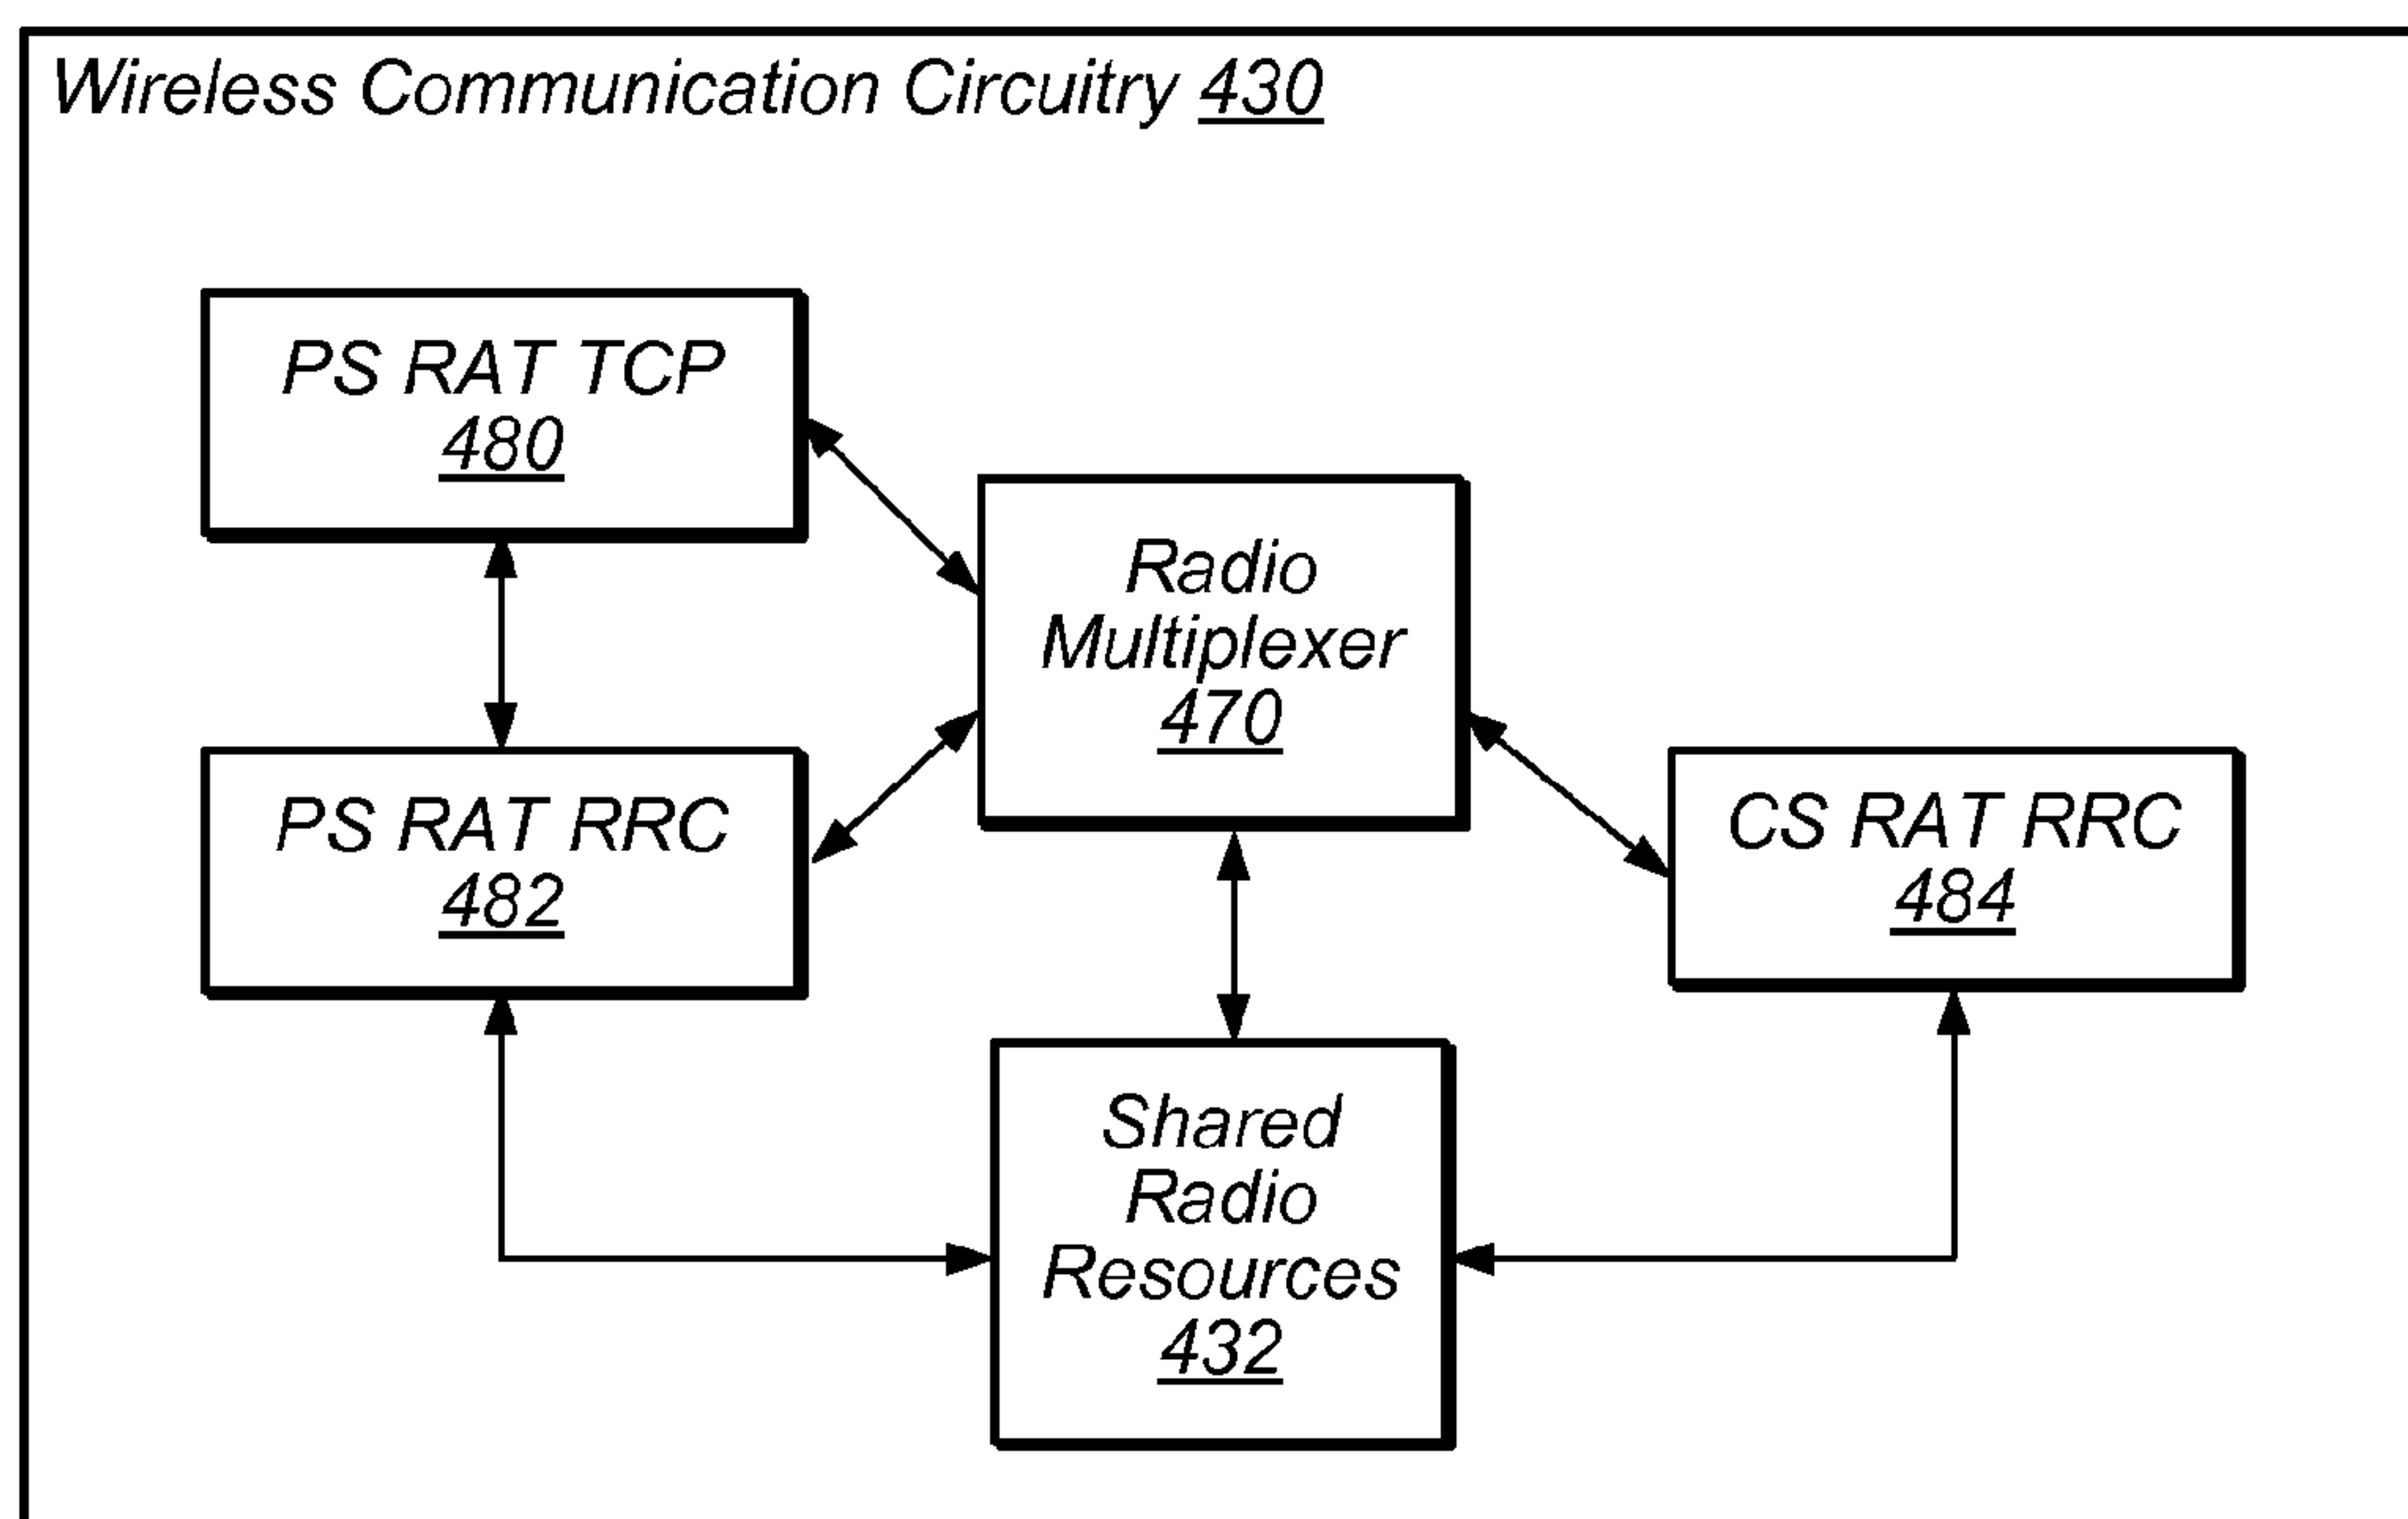 Wireless Communication Circuitry 430
PS RAT TCP
480
Radio
Multiplexer
470
PS RAT RRC
482
CS RAT RRC
484
Shared
Radio
Resources
432